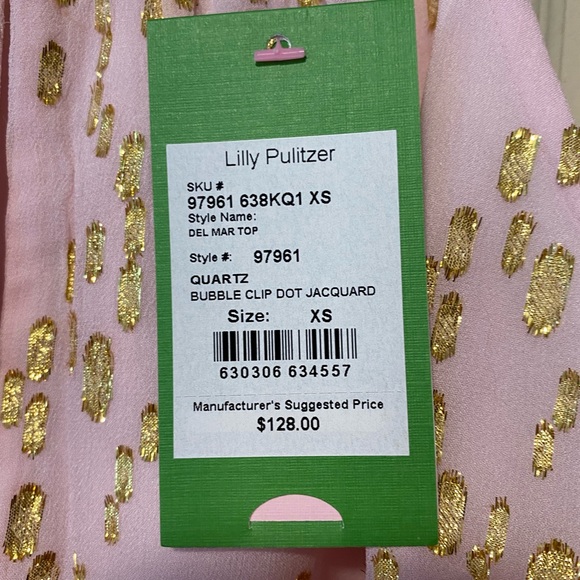 Lilly Pulitzer
SKU #
97961 638KQ1 XS
Style Name:
DEL MAR TOP
Style #: 97961
QUARTZ
BUBBLE CLIP DOT JACQUARD
Size: XS
630306 634557
Manufacturer's Suggested Price
$128.00